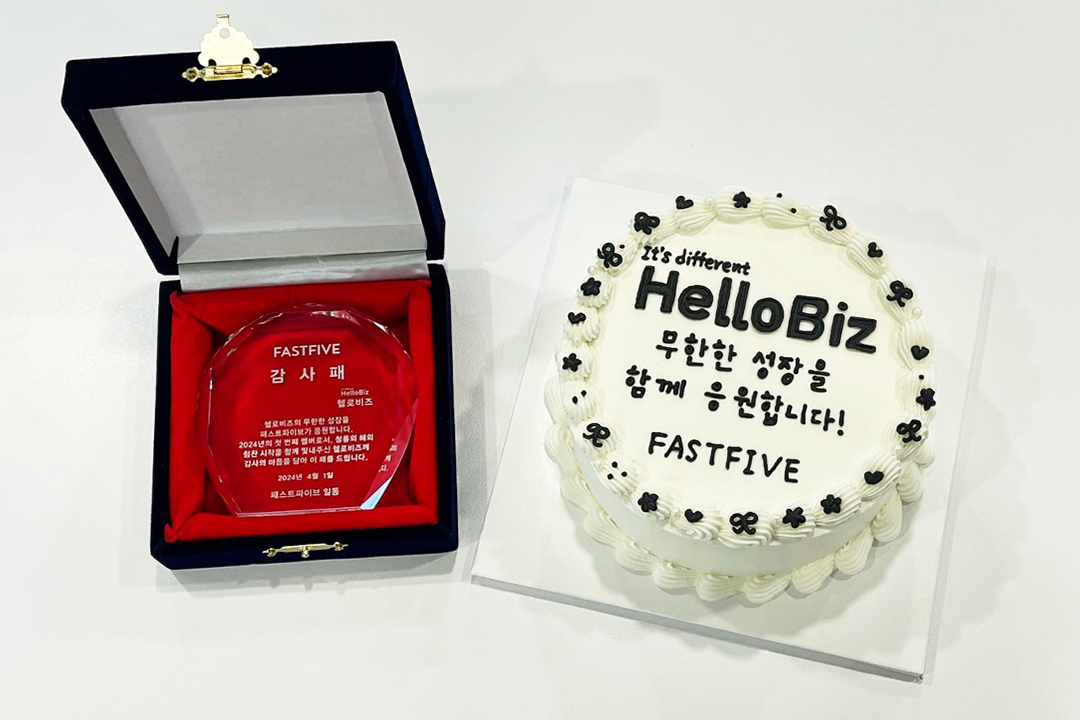 FASTFIVE
감사패
HelloBiz
헬로비즈
헬로비즈의 무한한 성장을
패스트파이브가 응원합니다.
2024년의 첫 번째 멤버로서, 청룡의 해의
힘찬 시작을 함께 빛내주신 헬로비즈께
감사의 마음을 담아 이 패를 드립니다.
2024년 4월 1일
패스트파이브 일동
It's different
HelloBiz
무한한 성장을
함께 응원합니다!
FASTFIVE